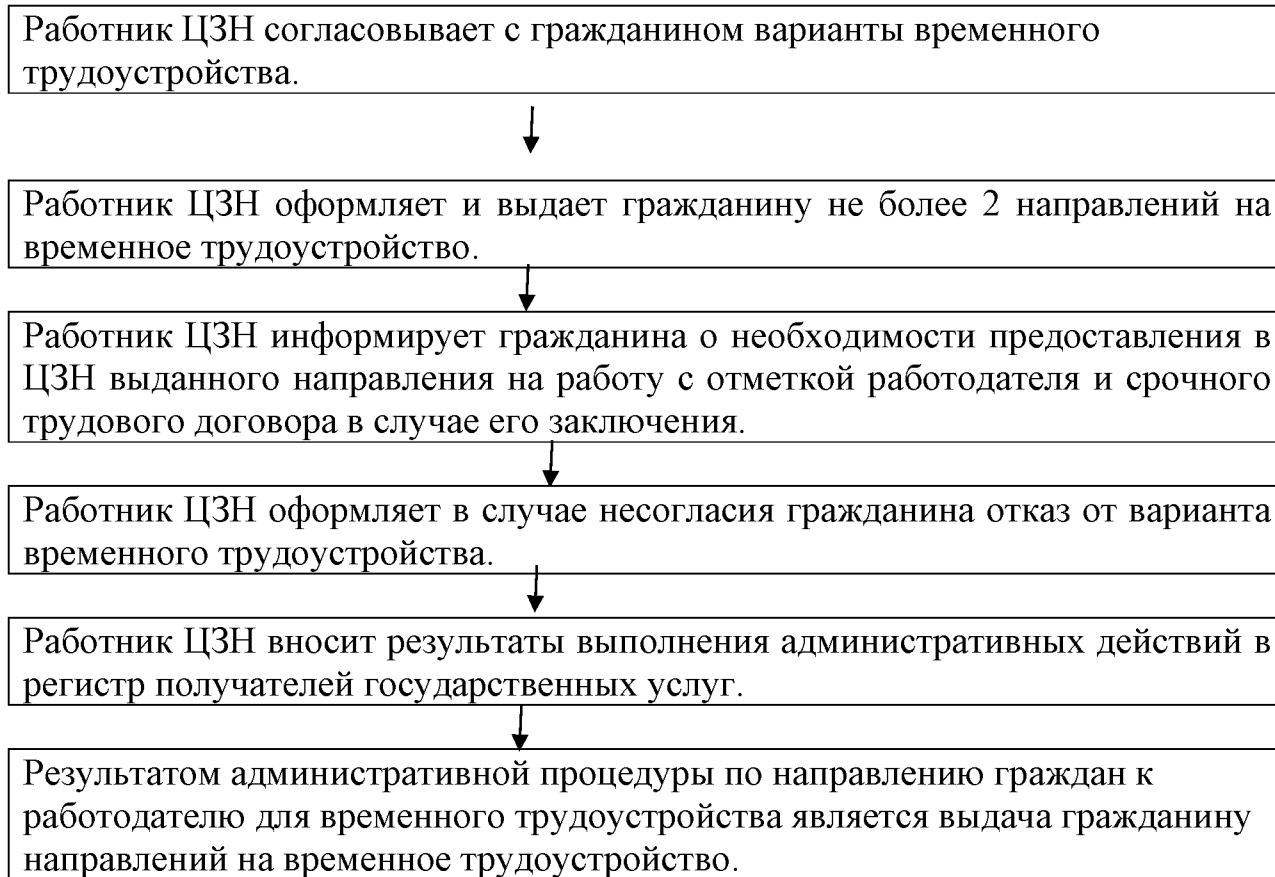 Работник ЦЗН согласовывает с гражданином варианты временного
трудоустройства.
Работник ЦЗН оформляет и выдает гражданину не более 2 направлений на
временное трудоустройство.
Работник ЦЗН информирует гражданина о необходимости предоставления в
ЦЗН выданного направления на работу с отметкой работодателя и срочного
трудового договора в случае его заключения.
Работник ЦЗН оформляет в случае несогласия гражданина отказ от варианта
временного трудоустройства.
Работник ЦЗН вносит результаты выполнения административных действий в
регистр получателей государственных услуг.
Результатом административной процедуры по направлению граждан к
работодателю для временного трудоустройства является выдача гражданину
направлений на временное трудоустройство.